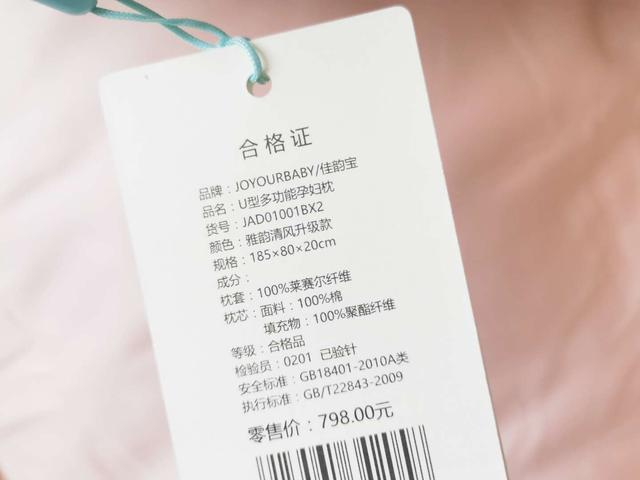 合格证
品牌：JOYOURBABY/佳韵宝
品名：U型多功能孕妇枕
货号：JAD01001BX2
颜色：雅韵清风升级款
规格：185×80×20cm
成分：
枕套：100%莱赛尔纤维
枕芯：面料：100%棉
填充物：100%聚酯纤维
等级：合格品
检验员：0201 已验针
安全标准：GB18401-2010A类
执行标准：GB/T22843-2009
零售价：798.00元